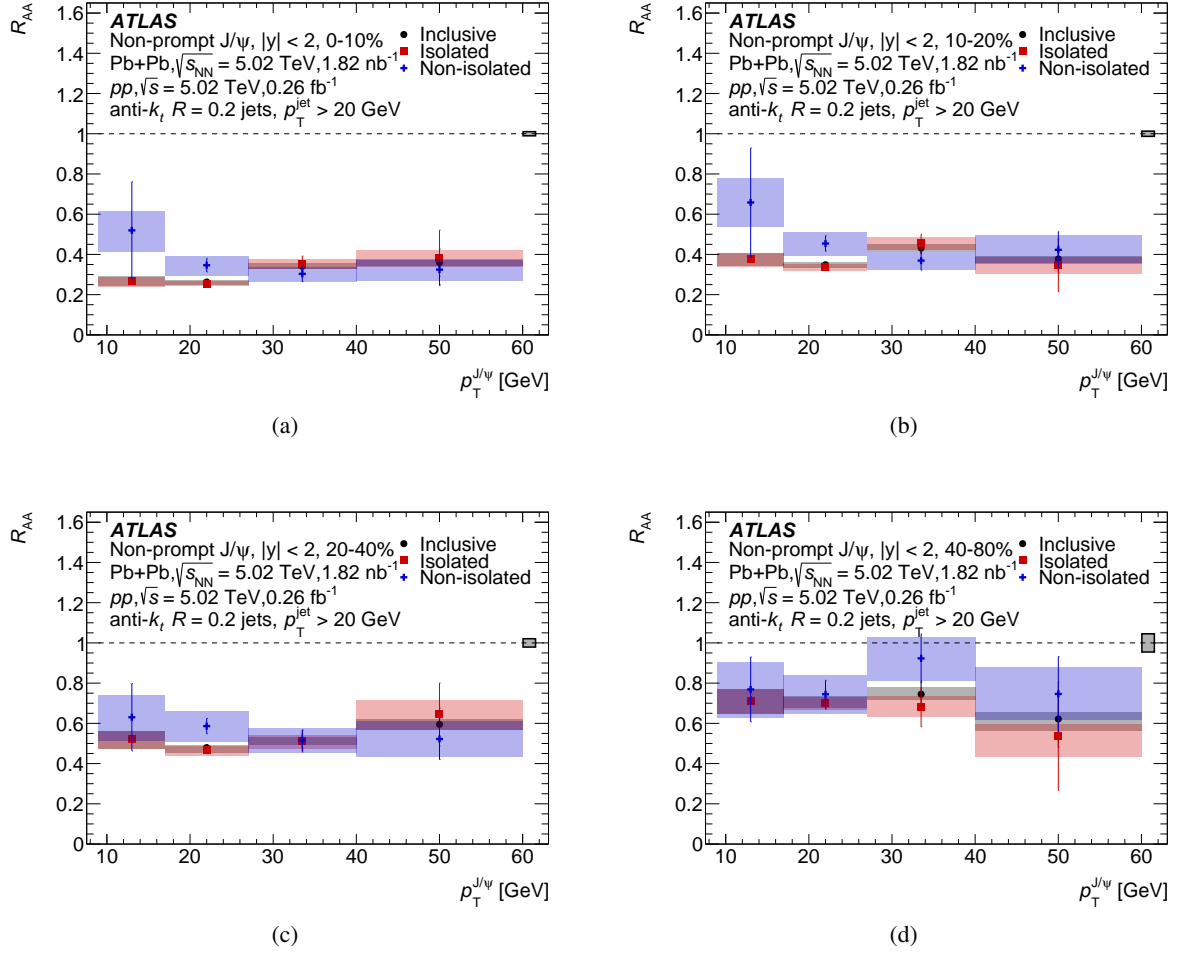 R_AA
ATLAS
Non-prompt J/ψ, |y| < 2, 0-10%
Pb+Pb,√s_NN = 5.02 TeV,1.82 nb⁻¹
pp,√s = 5.02 TeV,0.26 fb⁻¹
anti-k_t R = 0.2 jets, p_T^jet > 20 GeV
Inclusive
Isolated
Non-isolated
1.6
1.4
1.2
1
0.8
0.6
0.4
0.2
0
10 20 30 40 50 60
p_T^J/ψ [GeV]
(a)
R_AA
ATLAS
Non-prompt J/ψ, |y| < 2, 10-20%
Pb+Pb,√s_NN = 5.02 TeV,1.82 nb⁻¹
pp,√s = 5.02 TeV,0.26 fb⁻¹
anti-k_t R = 0.2 jets, p_T^jet > 20 GeV
Inclusive
Isolated
Non-isolated
1.6
1.4
1.2
1
0.8
0.6
0.4
0.2
0
10 20 30 40 50 60
p_T^J/ψ [GeV]
(b)
R_AA
ATLAS
Non-prompt J/ψ, |y| < 2, 20-40%
Pb+Pb,√s_NN = 5.02 TeV,1.82 nb⁻¹
pp,√s = 5.02 TeV,0.26 fb⁻¹
anti-k_t R = 0.2 jets, p_T^jet > 20 GeV
Inclusive
Isolated
Non-isolated
1.6
1.4
1.2
1
0.8
0.6
0.4
0.2
0
10 20 30 40 50 60
p_T^J/ψ [GeV]
(c)
R_AA
ATLAS
Non-prompt J/ψ, |y| < 2, 40-80%
Pb+Pb,√s_NN = 5.02 TeV,1.82 nb⁻¹
pp,√s = 5.02 TeV,0.26 fb⁻¹
anti-k_t R = 0.2 jets, p_T^jet > 20 GeV
Inclusive
Isolated
Non-isolated
1.6
1.4
1.2
1
0.8
0.6
0.4
0.2
0
10 20 30 40 50 60
p_T^J/ψ [GeV]
(d)